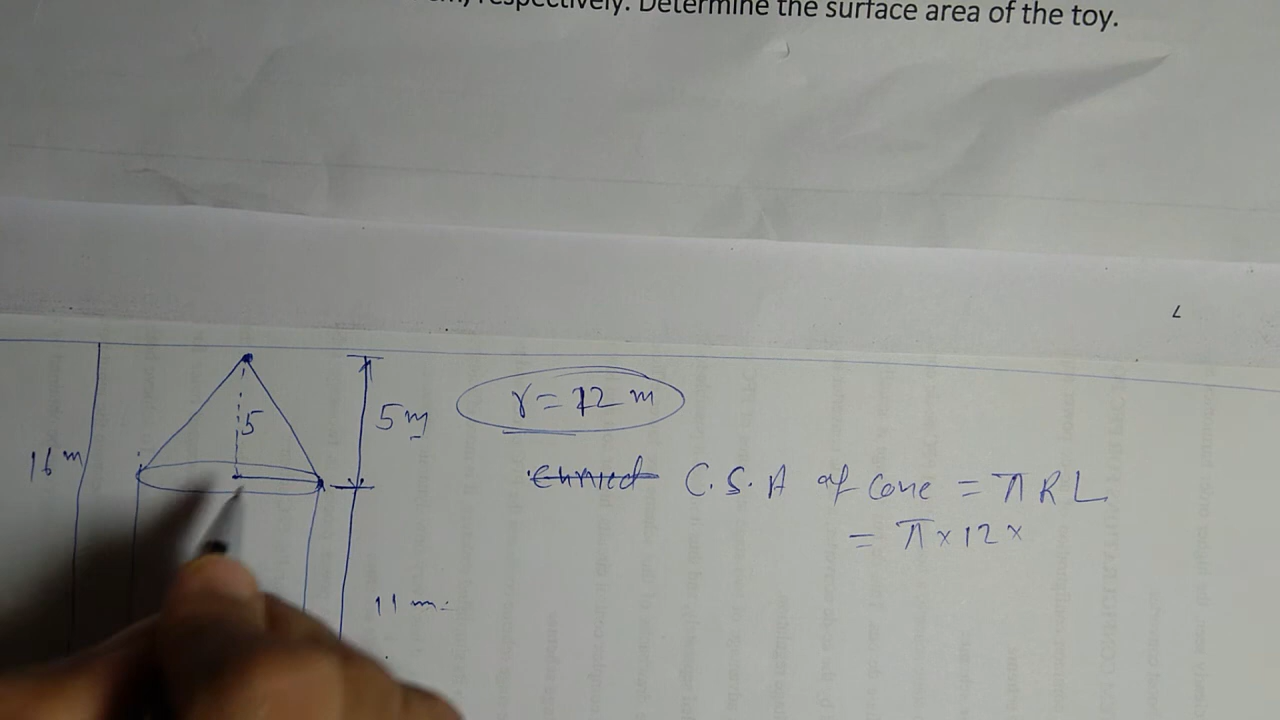 respectively. Determine the surface area of the toy.
5
5 m
r = 12 m
16 m
C.S.A of Cone = π R L
= π × 12 ×
11 m